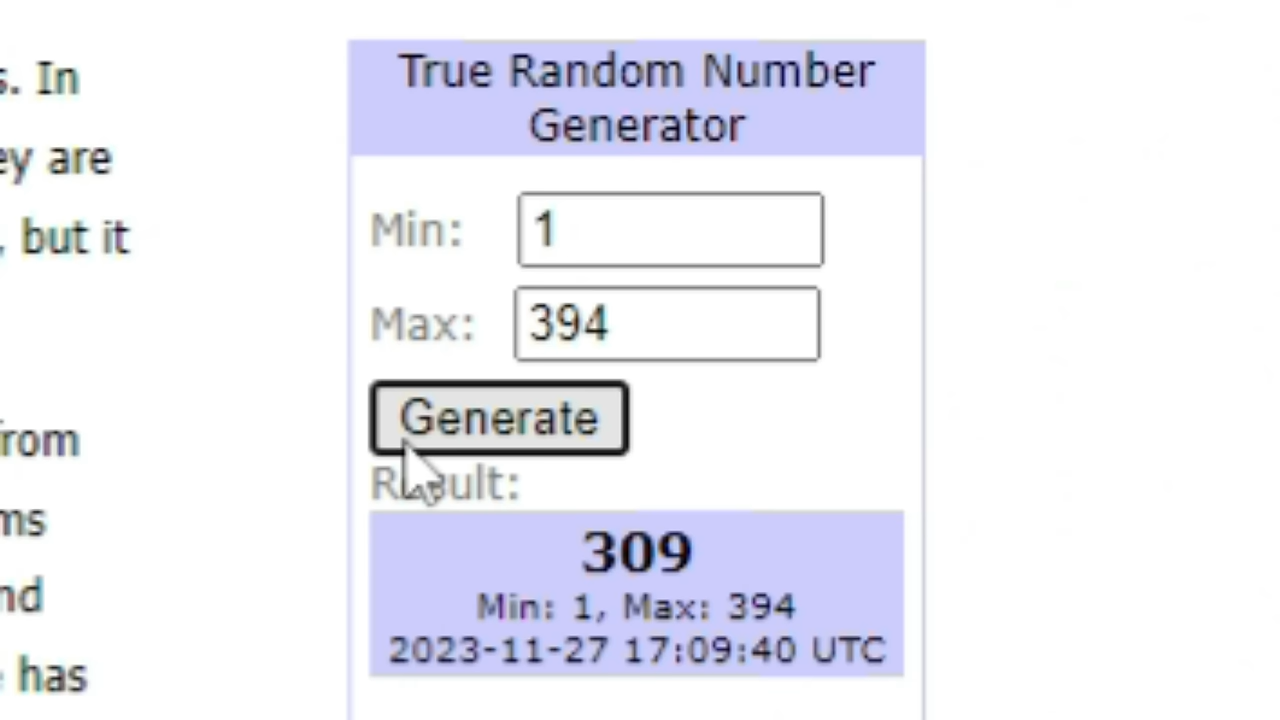 s. In
ey are
, but it
from
ms
nd
has
True Random Number
Generator
Min: 1
Max: 394
Generate
Result:
309
Min: 1, Max: 394
2023-11-27 17:09:40 UTC